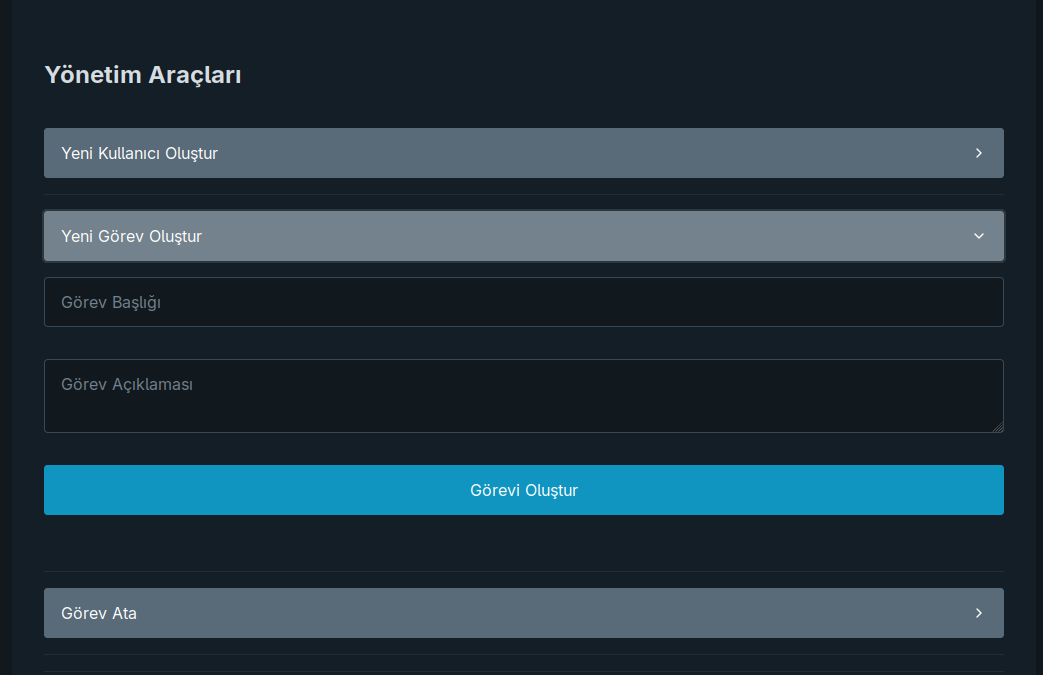 Yönetim Araçları
Yeni Kullanıcı Oluştur
Yeni Görev Oluştur
Görev Başlığı
Görev Açıklaması
Görevi Oluştur
Görev Ata